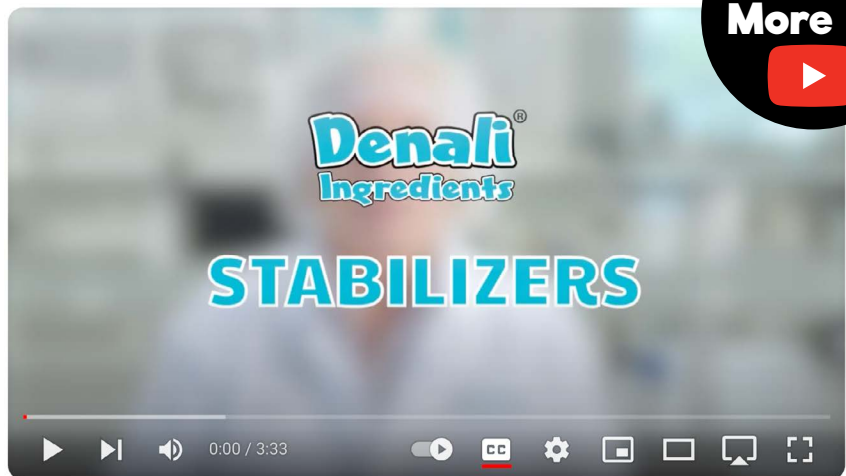 More
Denali®
Ingredients
STABILIZERS
0:00 / 3:33
CC